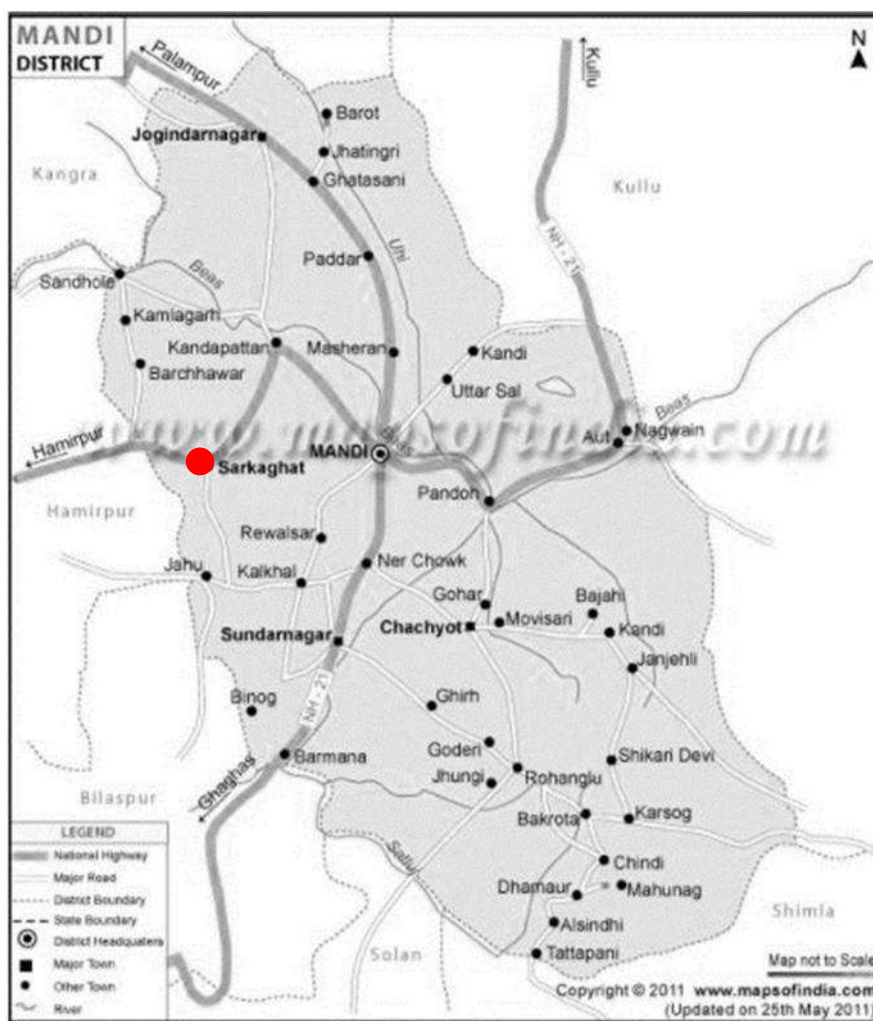 MANDI
DISTRICT
N
Palampur
Kullu
Barot
Jogindarnagar
Jhatingri
Kangra
Ghatasani
Kullu
Uhl
NH - 21
Paddar
Beas
Sandhole
Kamlagarh
Kandapattan
Masheran
Kandi
Barchhawar
Uttar Sal
Beas
www.mapsofindia.com
Hamirpur
Beas
Aut
Nagwain
MANDI
Sarkaghat
Pandoh
Hamirpur
Rewalsar
Jahu
Kalkhal
Ner Chowk
Gohar
Bajahi
Movisari
Sundarnagar
Chachyot
Kandi
Janjehli
NH - 21
Binog
Ghirh
Goderi
Barmana
Shikari Devi
Jhungi
Rohanglu
Ghaghas
Bilaspur
Bakrota
Karsog
LEGEND
National Highway
Major Road
District Boundary
State Boundary
District Headquaters
Major Town
Other Town
River
Chindi
Dhamaur
Mahunag
Shimla
Alsindhi
Solan
Tattapani
Map not to Scale
Copyright © 2011 www.mapsofindia.com
(Updated on 25th May 2011)